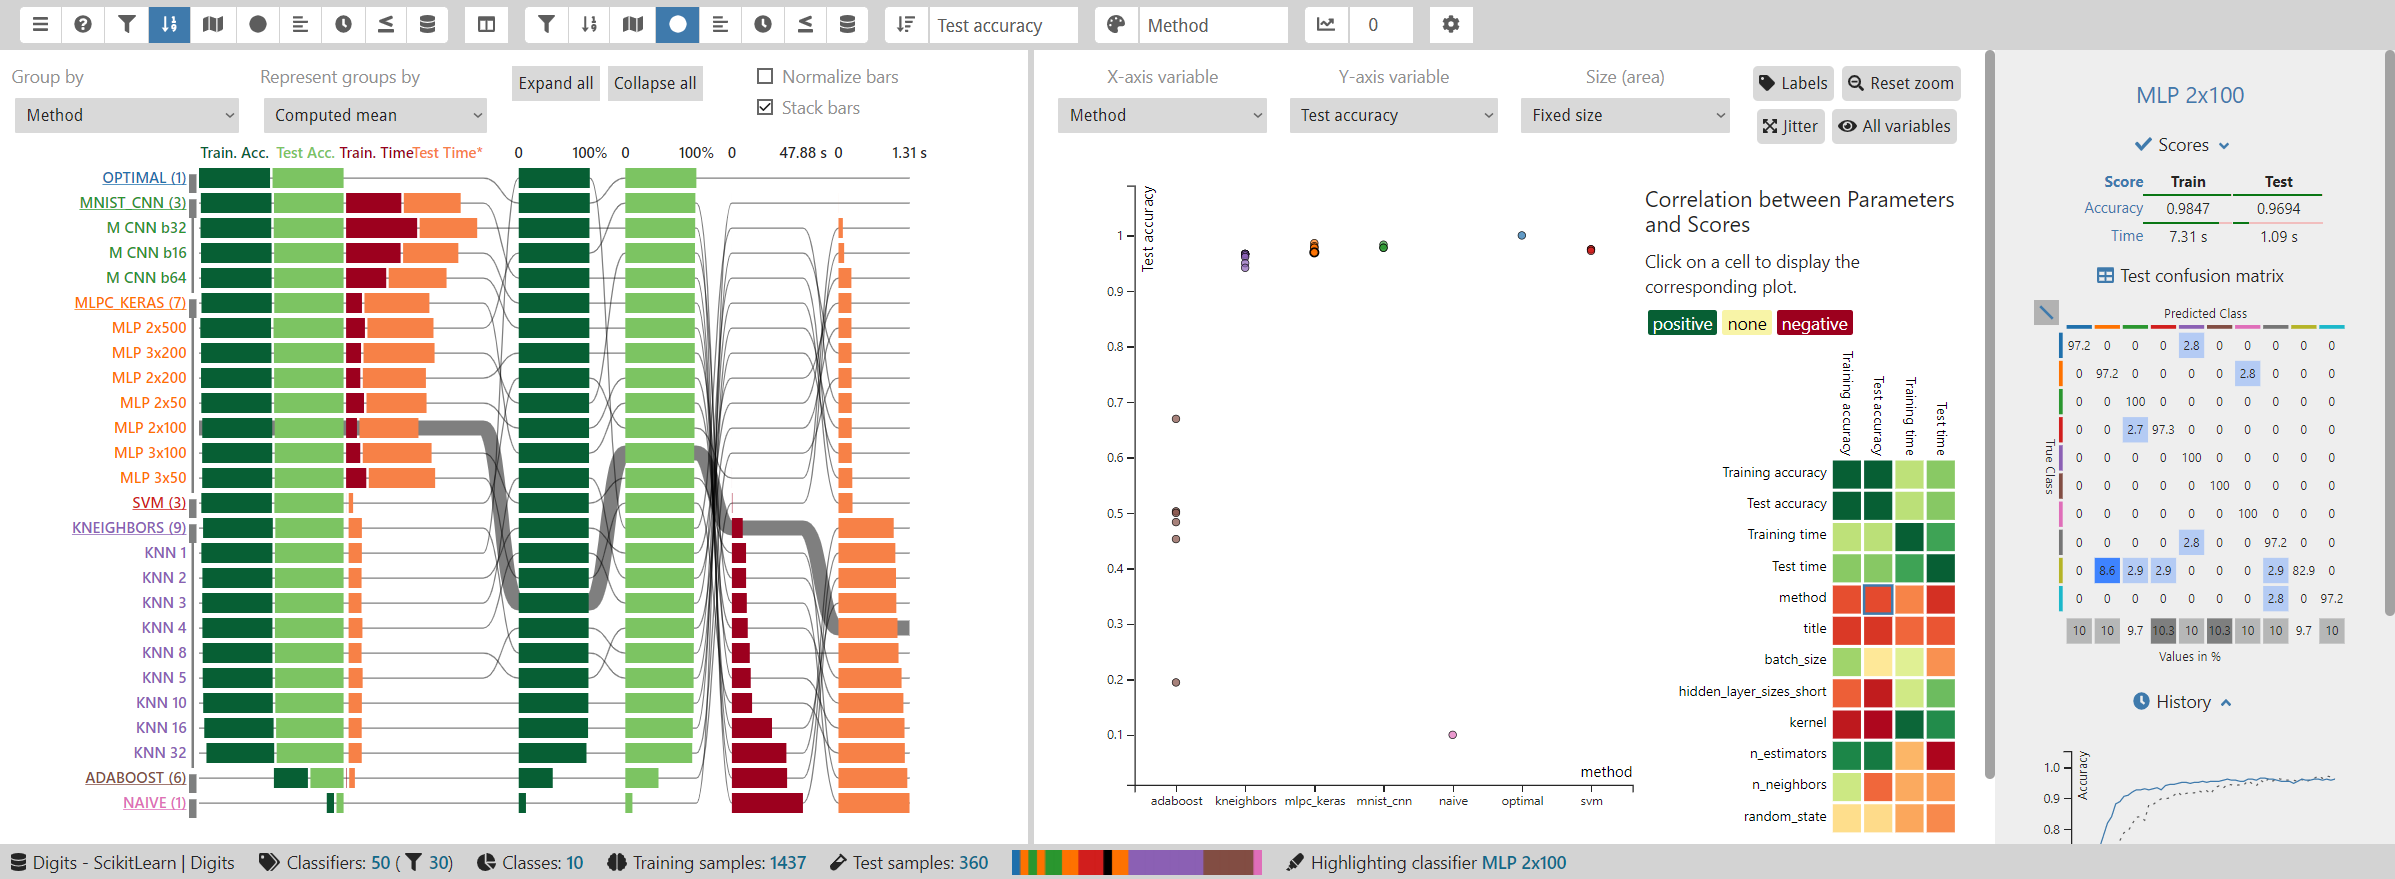 Test accuracy
Method
0
Group by
Represent groups by
Expand all
Collapse all
Normalize bars
Stack bars
Method
Computed mean
Train. Acc. Test Acc. Train. Time Test Time*
0 100% 0 100% 0 47.88 s 0 1.31 s
OPTIMAL (1)
MNIST_CNN (3)
M CNN b32
M CNN b16
M CNN b64
MLPC_KERAS (7)
MLP 2x500
MLP 3x200
MLP 2x200
MLP 2x50
MLP 2x100
MLP 3x100
MLP 3x50
SVM (3)
KNEIGHBORS (9)
KNN 1
KNN 2
KNN 3
KNN 4
KNN 8
KNN 5
KNN 10
KNN 16
KNN 32
ADABOOST (6)
NAIVE (1)
X-axis variable
Y-axis variable
Size (area)
Method
Test accuracy
Fixed size
Labels
Reset zoom
Jitter
All variables
Test accuracy
1
0.9
0.8
0.7
0.6
0.5
0.4
0.3
0.2
0.1
method
adaboost kneighbors mlpc_keras mnist_cnn naive optimal svm
Correlation between Parameters
and Scores
Click on a cell to display the
corresponding plot.
positive none negative
Training accuracy
Test accuracy
Training time
Test time
Training accuracy
Test accuracy
Training time
Test time
method
title
batch_size
hidden_layer_sizes_short
kernel
n_estimators
n_neighbors
random_state
MLP 2x100
Scores
Score Train Test
Accuracy 0.9847 0.9694
Time 7.31 s 1.09 s
Test confusion matrix
Predicted Class
True Class
97.2 0 0 0 2.8 0 0 0 0 0
0 97.2 0 0 0 0 2.8 0 0 0
0 0 100 0 0 0 0 0 0 0
0 0 2.7 97.3 0 0 0 0 0 0
0 0 0 0 100 0 0 0 0 0
0 0 0 0 0 100 0 0 0 0
0 0 0 0 0 0 100 0 0 0
0 0 0 0 2.8 0 0 97.2 0 0
0 8.6 2.9 2.9 0 0 0 2.9 82.9 0
0 0 0 0 0 0 0 2.8 0 97.2
10 10 9.7 10.3 10 10.3 10 10 9.7 10
Values in %
History
1.0
0.9
0.8
Accuracy
Digits - ScikitLearn | Digits
Classifiers: 50 ( 30)
Classes: 10
Training samples: 1437
Test samples: 360
Highlighting classifier MLP 2x100